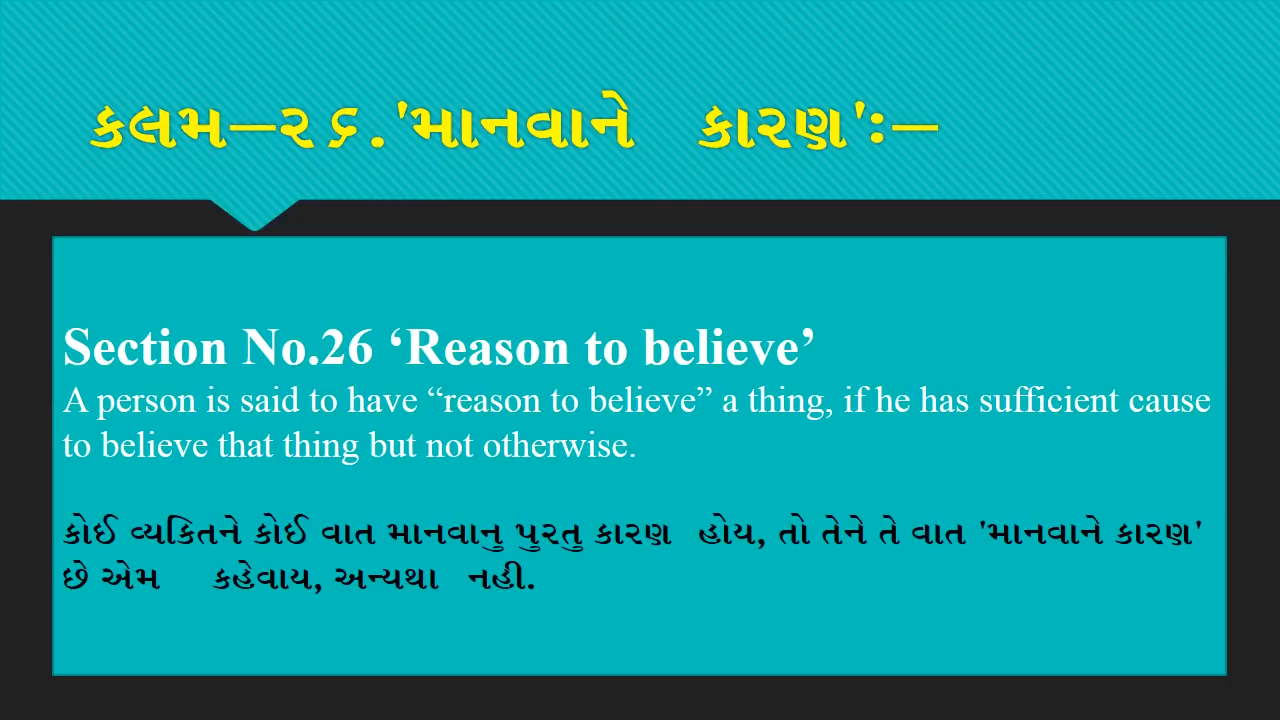 કલમ–૨૬.'માનવાને કારણ':–
Section No.26 ‘Reason to believe’
A person is said to have “reason to believe” a thing, if he has sufficient cause
to believe that thing but not otherwise.
કોઈ વ્યકિતને કોઈ વાત માનવાનુ પુરતુ કારણ હોય, તો તેને તે વાત 'માનવાને કારણ'
છે એમ કહેવાય, અન્યથા નહી.